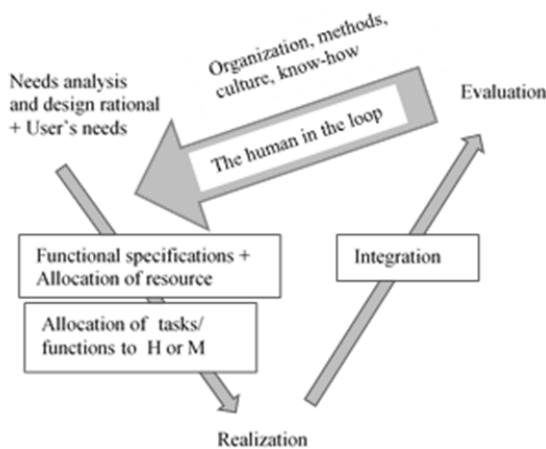 Organization, methods,
culture, know-how
Needs analysis
and design rational
+ User's needs
Evaluation
The human in the loop
Functional specifications +
Allocation of resource
Integration
Allocation of tasks/
functions to H or M
Realization